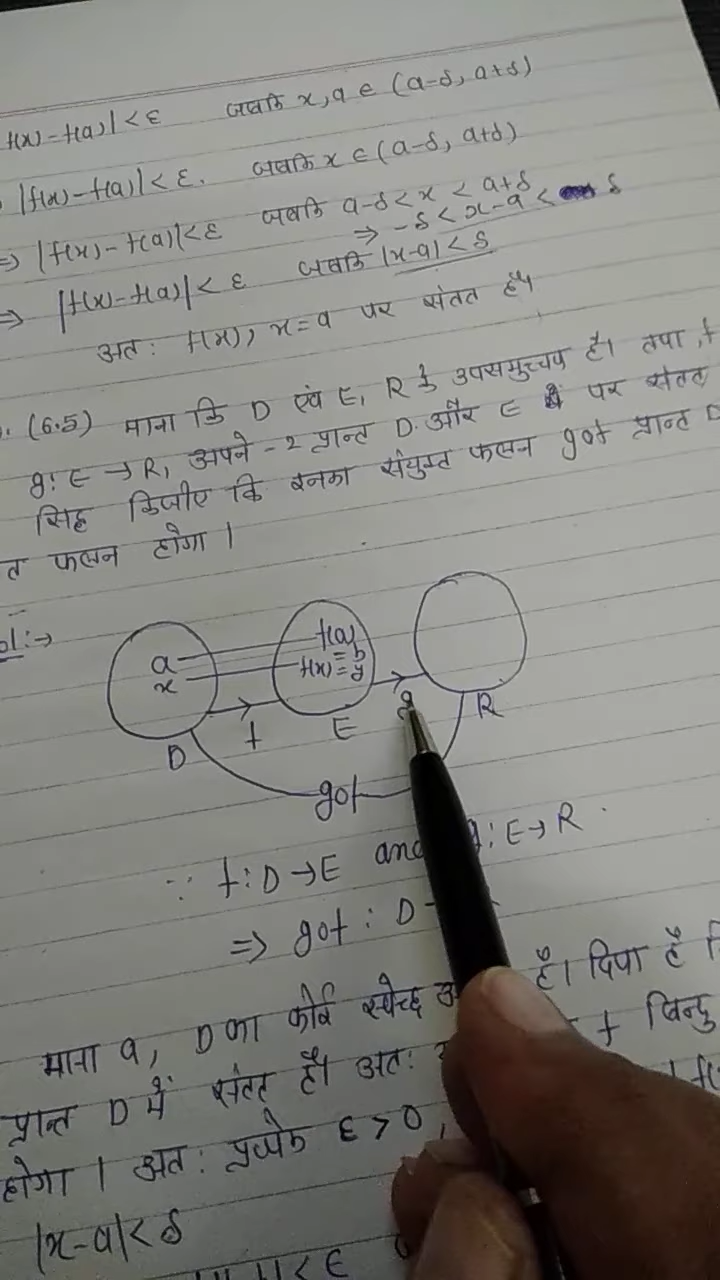 f(x) - f(a)| < ε जबकि x, a ∈ (a-δ, a+δ)
|f(x) - f(a)| < ε. जबकि x ∈ (a-δ, a+δ)
⇒ |f(x) - f(a)| < ε जबकि a-δ < x < a+δ
⇒ -δ < x-a < δ
⇒ |f(x) - f(a)| < ε जबकि |x-a| < δ
अतः f(x), x = a पर संतत है।
(6.5) माना कि D एवं E, R के उपसमुच्चय है। तथा, f
g: E → R, अपने-2 प्रान्त D और E पर संतत
सिद्ध किजीए कि इनका संयुक्त फलन gof प्रान्त D
त फलन होगा।
ol:→
a
f(a)
= b
x
f(x) = y
f
g
D
E
R
gof
∵ f: D → E and g: E → R.
⇒ gof : D
माना a, D का कोई स्वेच्छ है। दिया है
प्रान्त D में संतत है। अतः f बिन्दु
होगा। अतः प्रत्येक ε > 0,
|x-a| < δ
< ε